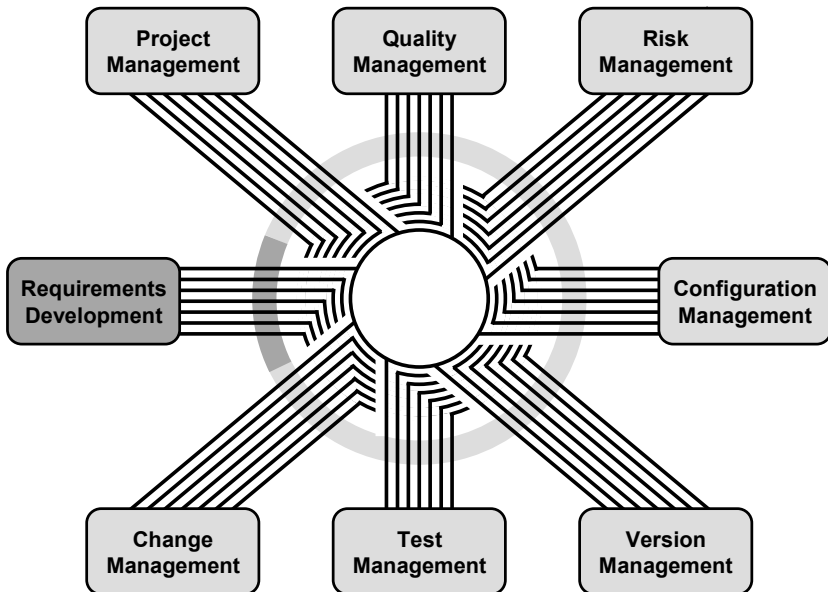 Project
Management
Quality
Management
Risk
Management
Requirements
Development
Configuration
Management
Change
Management
Test
Management
Version
Management